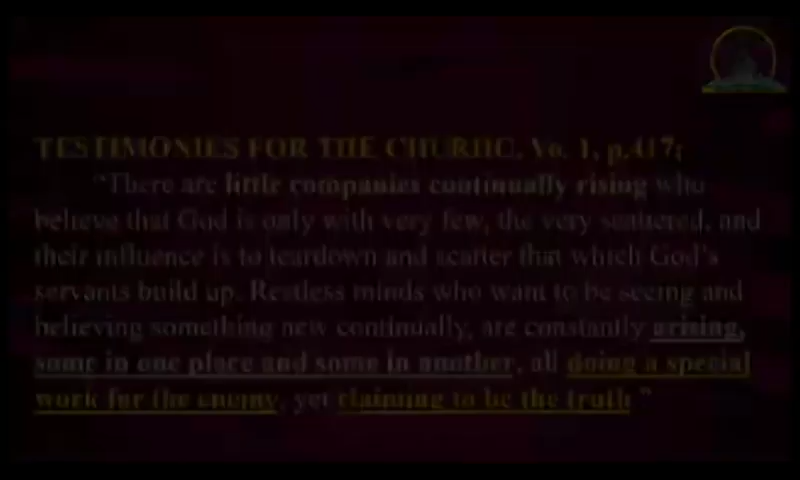 TESTIMONIES FOR THE CHURHC, Vo. 1, p.417;
“There are little companies continually rising who
believe that God is only with very few, the very scattered, and
their influence is to teardown and scatter that which God’s
servants build up. Restless minds who want to be seeing and
believing something new continually, are constantly arising,
some in one place and some in another, all doing a special
work for the enemy, yet claiming to be the truth.”